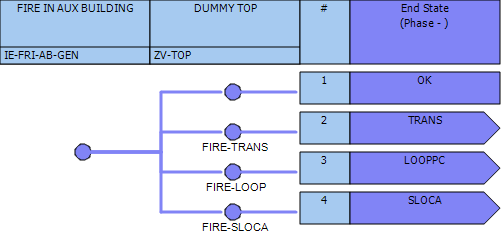 FIRE IN AUX BUILDING
DUMMY TOP
#
End State
(Phase - )
IE-FRI-AB-GEN
ZV-TOP
1
OK
2
TRANS
FIRE-TRANS
3
LOOPPC
FIRE-LOOP
4
SLOCA
FIRE-SLOCA